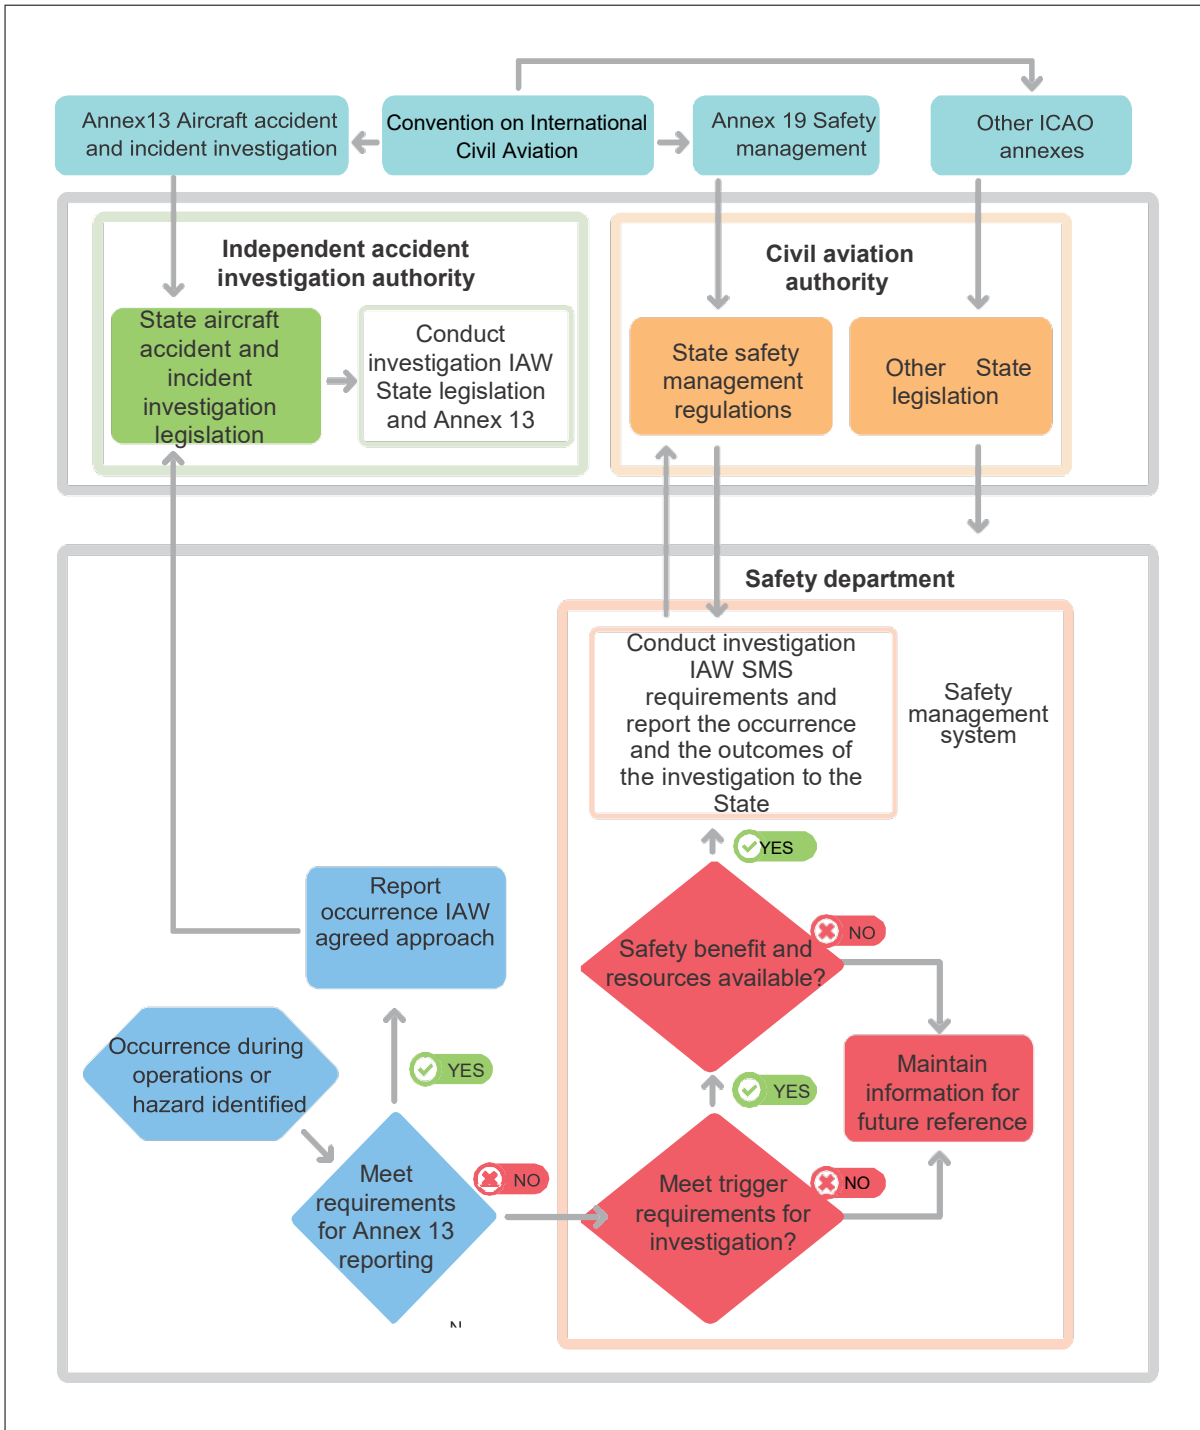 Annex13 Aircraft accident
and incident investigation
Convention on International
Civil Aviation
Annex 19 Safety
management
Other ICAO
annexes
Independent accident
investigation authority
Civil aviation
authority
State aircraft
accident and
incident
investigation
legislation
Conduct
investigation IAW
State legislation
and Annex 13
State safety
management
regulations
Other State
legislation
Safety department
Conduct investigation
IAW SMS
requirements and
report the occurrence
and the outcomes of
the investigation to the
State
Safety
management
system
YES
Report
occurrence IAW
agreed approach
Safety benefit and
resources available?
NO
Occurrence during
operations or
hazard identified
YES
YES
Maintain
information for
future reference
Meet
requirements
for Annex 13
reporting
NO
Meet trigger
requirements for
investigation?
NO
N